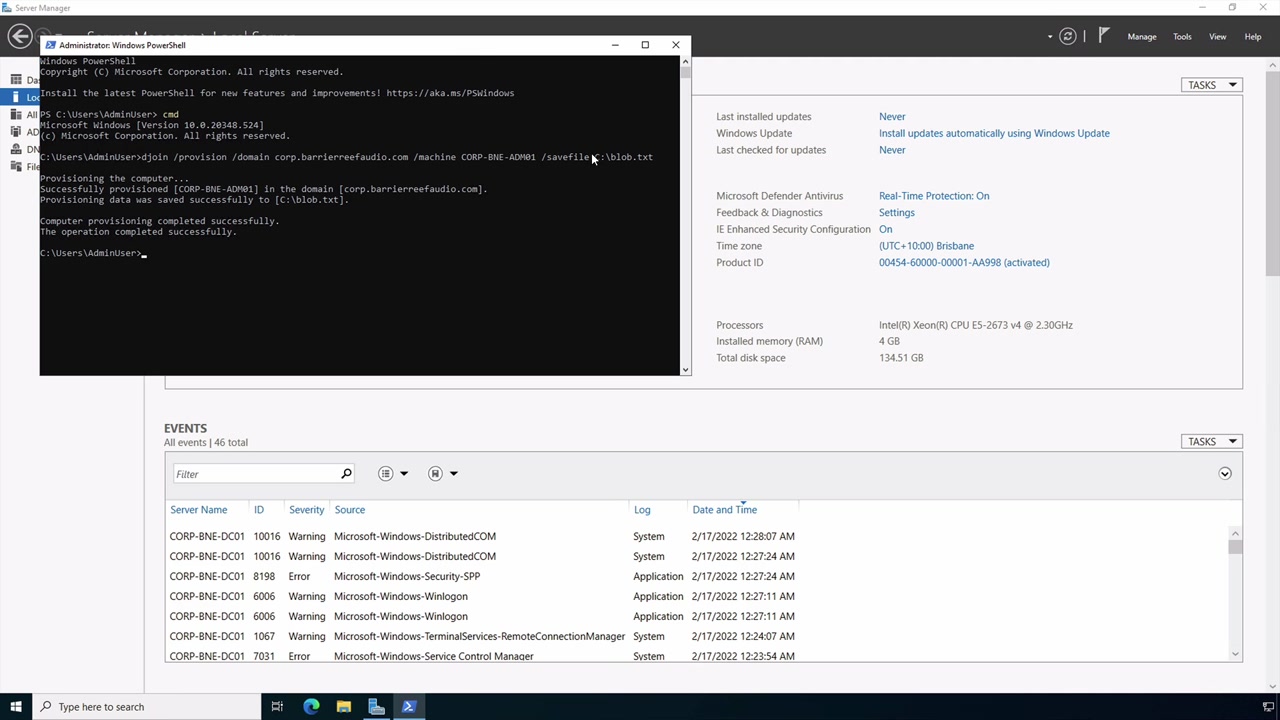 Server Manager
Manage
Tools
View
Help
Administrator: Windows PowerShell
Windows PowerShell
Copyright (C) Microsoft Corporation. All rights reserved.
Install the latest PowerShell for new features and improvements! https://aka.ms/PSWindows
PS C:\Users\AdminUser> cmd
Microsoft Windows [Version 10.0.20348.524]
(c) Microsoft Corporation. All rights reserved.
C:\Users\AdminUser>djoin /provision /domain corp.barrierreefaudio.com /machine CORP-BNE-ADM01 /savefile C:\blob.txt
Provisioning the computer...
Successfully provisioned [CORP-BNE-ADM01] in the domain [corp.barrierreefaudio.com].
Provisioning data was saved successfully to [C:\blob.txt].
Computer provisioning completed successfully.
The operation completed successfully.
C:\Users\AdminUser>
Da
Loc
All
AD
DN
File
TASKS
Last installed updates Never
Windows Update Install updates automatically using Windows Update
Last checked for updates Never
Microsoft Defender Antivirus Real-Time Protection: On
Feedback & Diagnostics Settings
IE Enhanced Security Configuration On
Time zone (UTC+10:00) Brisbane
Product ID 00454-60000-00001-AA998 (activated)
Processors Intel(R) Xeon(R) CPU E5-2673 v4 @ 2.30GHz
Installed memory (RAM) 4 GB
Total disk space 134.51 GB
EVENTS
All events | 46 total
TASKS
Filter
Server Name ID Severity Source Log Date and Time
CORP-BNE-DC01 10016 Warning Microsoft-Windows-DistributedCOM System 2/17/2022 12:28:07 AM
CORP-BNE-DC01 10016 Warning Microsoft-Windows-DistributedCOM System 2/17/2022 12:27:24 AM
CORP-BNE-DC01 8198 Error Microsoft-Windows-Security-SPP Application 2/17/2022 12:27:24 AM
CORP-BNE-DC01 6006 Warning Microsoft-Windows-Winlogon Application 2/17/2022 12:27:11 AM
CORP-BNE-DC01 6006 Warning Microsoft-Windows-Winlogon Application 2/17/2022 12:27:11 AM
CORP-BNE-DC01 1067 Warning Microsoft-Windows-TerminalServices-RemoteConnectionManager System 2/17/2022 12:24:07 AM
CORP-BNE-DC01 7031 Error Microsoft-Windows-Service Control Manager System 2/17/2022 12:23:54 AM
Type here to search